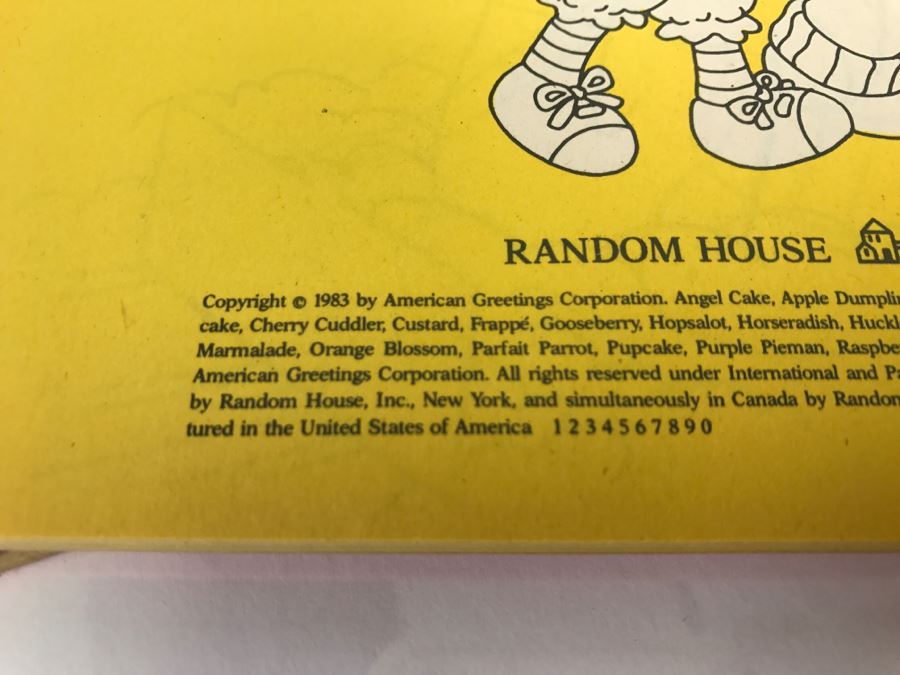 RANDOM HOUSE
Copyright © 1983 by American Greetings Corporation. Angel Cake, Apple
cake, Cherry Cuddler, Custard, Frappé, Gooseberry, Hopsalot, Horseradish,
Marmalade, Orange Blossom, Parfait Parrot, Pupcake, Purple Pieman,
American Greetings Corporation. All rights reserved under International and
by Random House, Inc., New York, and simultaneously in Canada by Random
tured in the United States of America 1 2 3 4 5 6 7 8 9 0